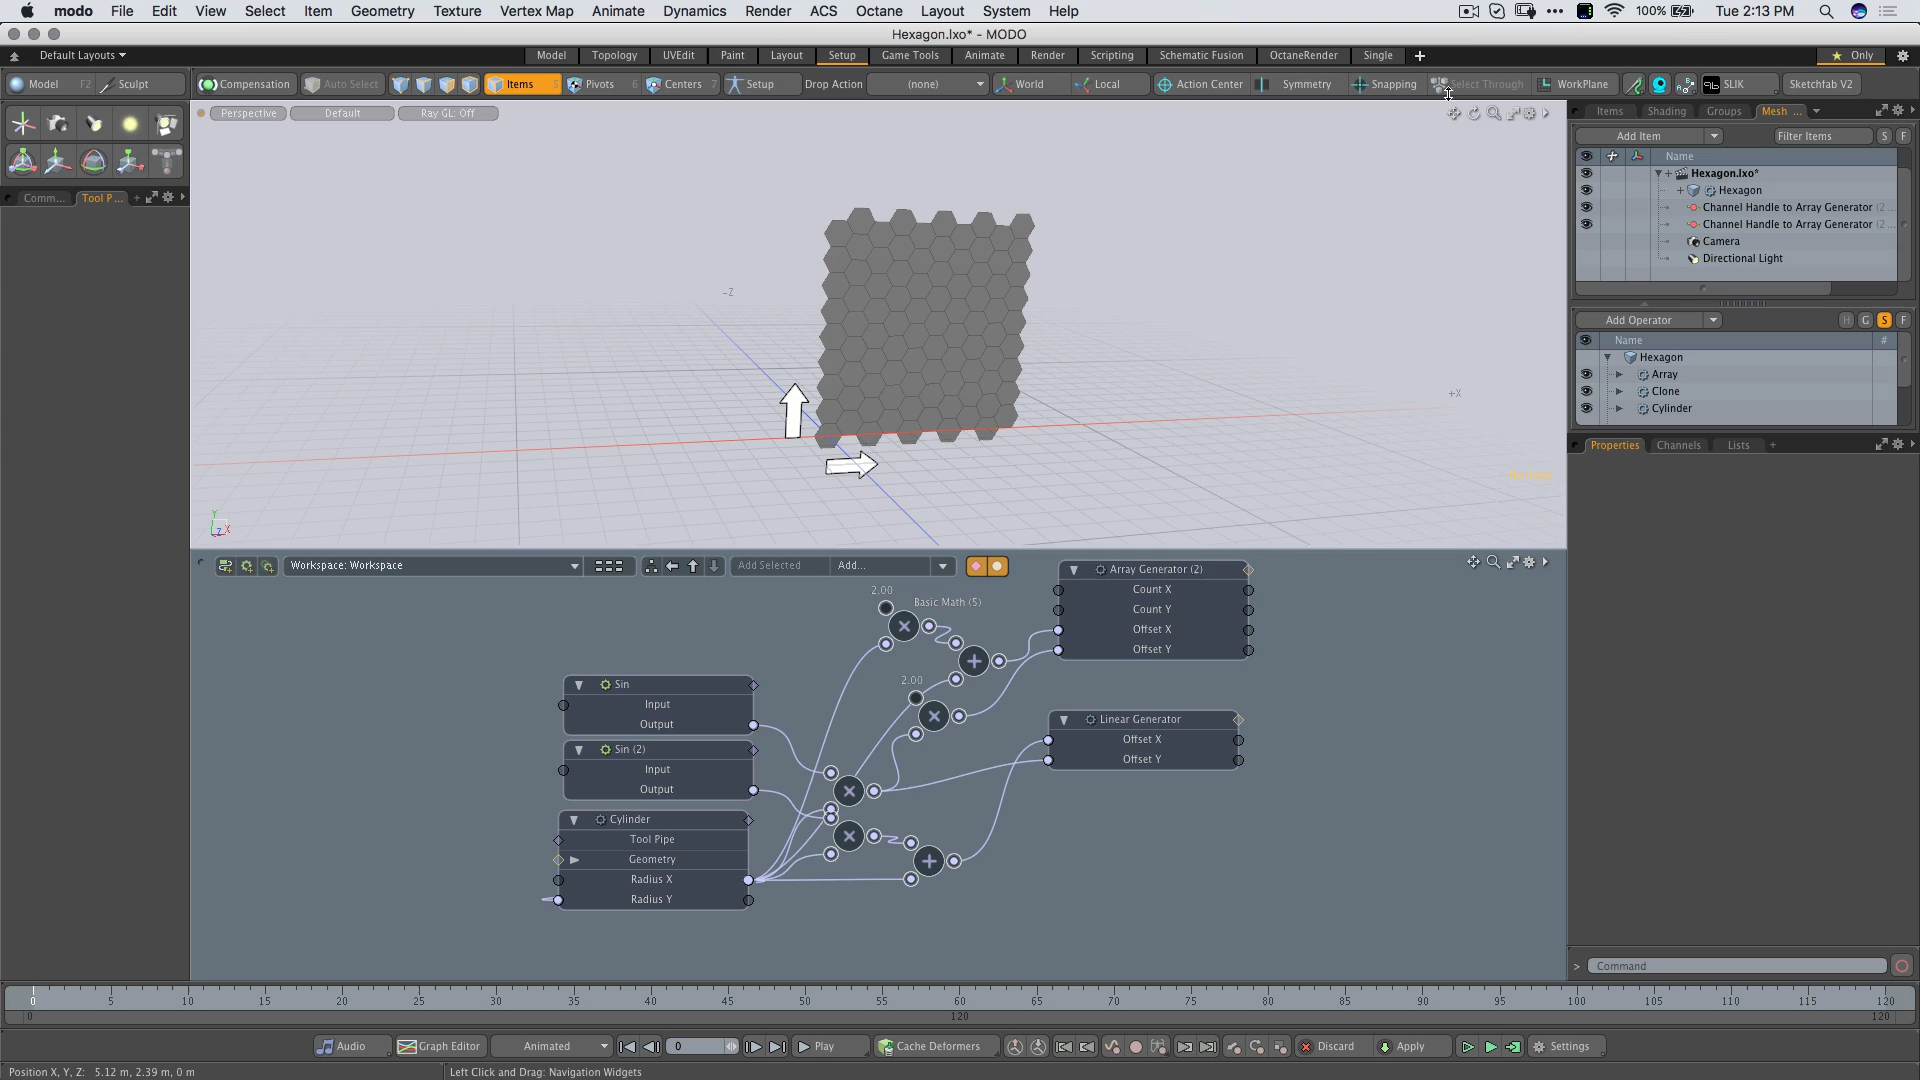 modo File Edit View Select Item Geometry Texture Vertex Map Animate Dynamics Render ACS Octane Layout System Help 100% Tue 2:13 PM
Hexagon.lxo* - MODO
Default Layouts Model Topology UVEdit Paint Layout Setup Game Tools Animate Render Scripting Schematic Fusion OctaneRender Single + Only
Model F2 Sculpt Compensation Auto Select Items 5 Pivots 6 Centers 7 Setup Drop Action (none) World Local Action Center Symmetry Snapping Select Through WorkPlane SLIK Sketchfab V2
Perspective Default Ray GL: Off
Items Shading Groups Mesh ...
Add Item Filter Items S F
Name
Hexagon.lxo*
Hexagon
Channel Handle to Array Generator (2 ...
Channel Handle to Array Generator (2 ...
Camera
Directional Light
Comm... Tool P... +
-Z
+X
Add Operator H G S F
Name #
Hexagon
Array
Clone
Cylinder
Properties Channels Lists +
Y
Z X
Workspace: Workspace Add Selected Add...
2.00
Basic Math (5)
Array Generator (2)
Count X
Count Y
Offset X
Offset Y
2.00
Sin
Input
Output
Sin (2)
Input
Output
Linear Generator
Offset X
Offset Y
Cylinder
Tool Pipe
Geometry
Radius X
Radius Y
> Command
0 5 10 15 20 25 30 35 40 45 50 55 60 65 70 75 80 85 90 95 100 105 110 115 120
0 120 120
Audio Graph Editor Animated 0 Play Cache Deformers Discard Apply Settings
Position X, Y, Z: 5.12 m, 2.39 m, 0 m Left Click and Drag: Navigation Widgets